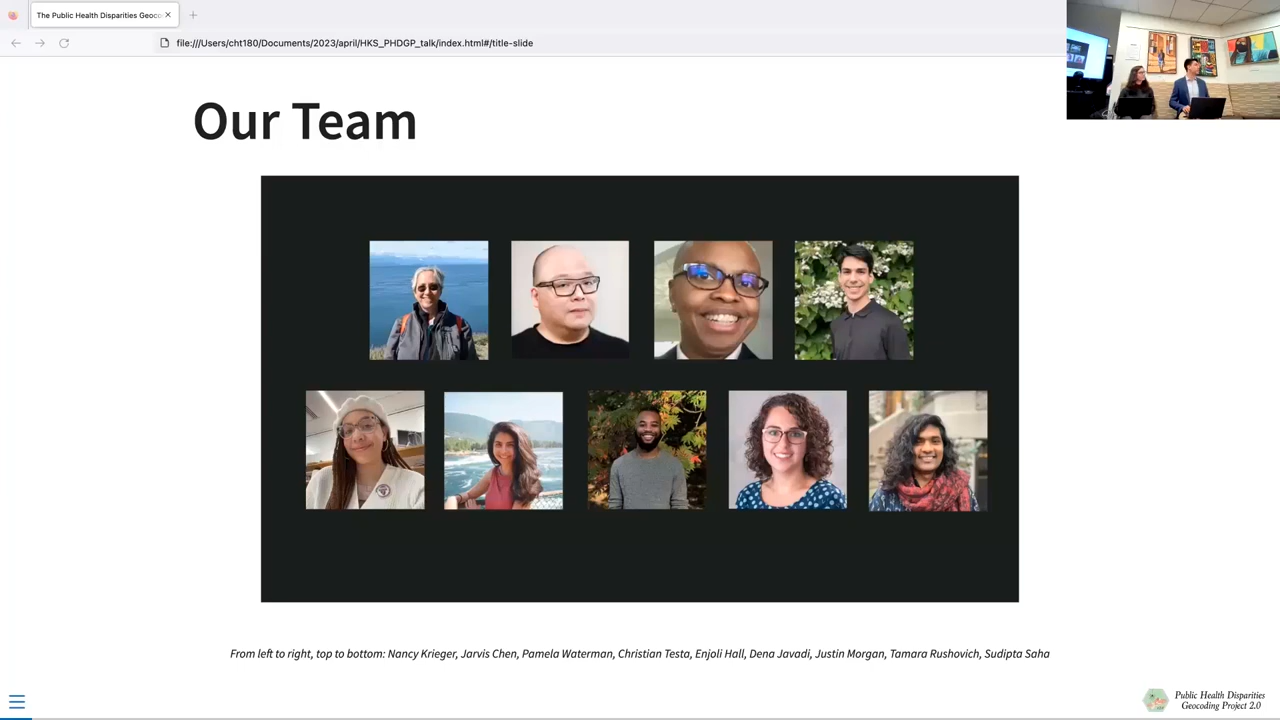 The Public Health Disparities Geoco
file:///Users/cht180/Documents/2023/april/HKS_PHDGP_talk/index.html#/title-slide
Our Team
From left to right, top to bottom: Nancy Krieger, Jarvis Chen, Pamela Waterman, Christian Testa, Enjoli Hall, Dena Javadi, Justin Morgan, Tamara Rushovich, Sudipta Saha
Public Health Disparities
Geocoding Project 2.0